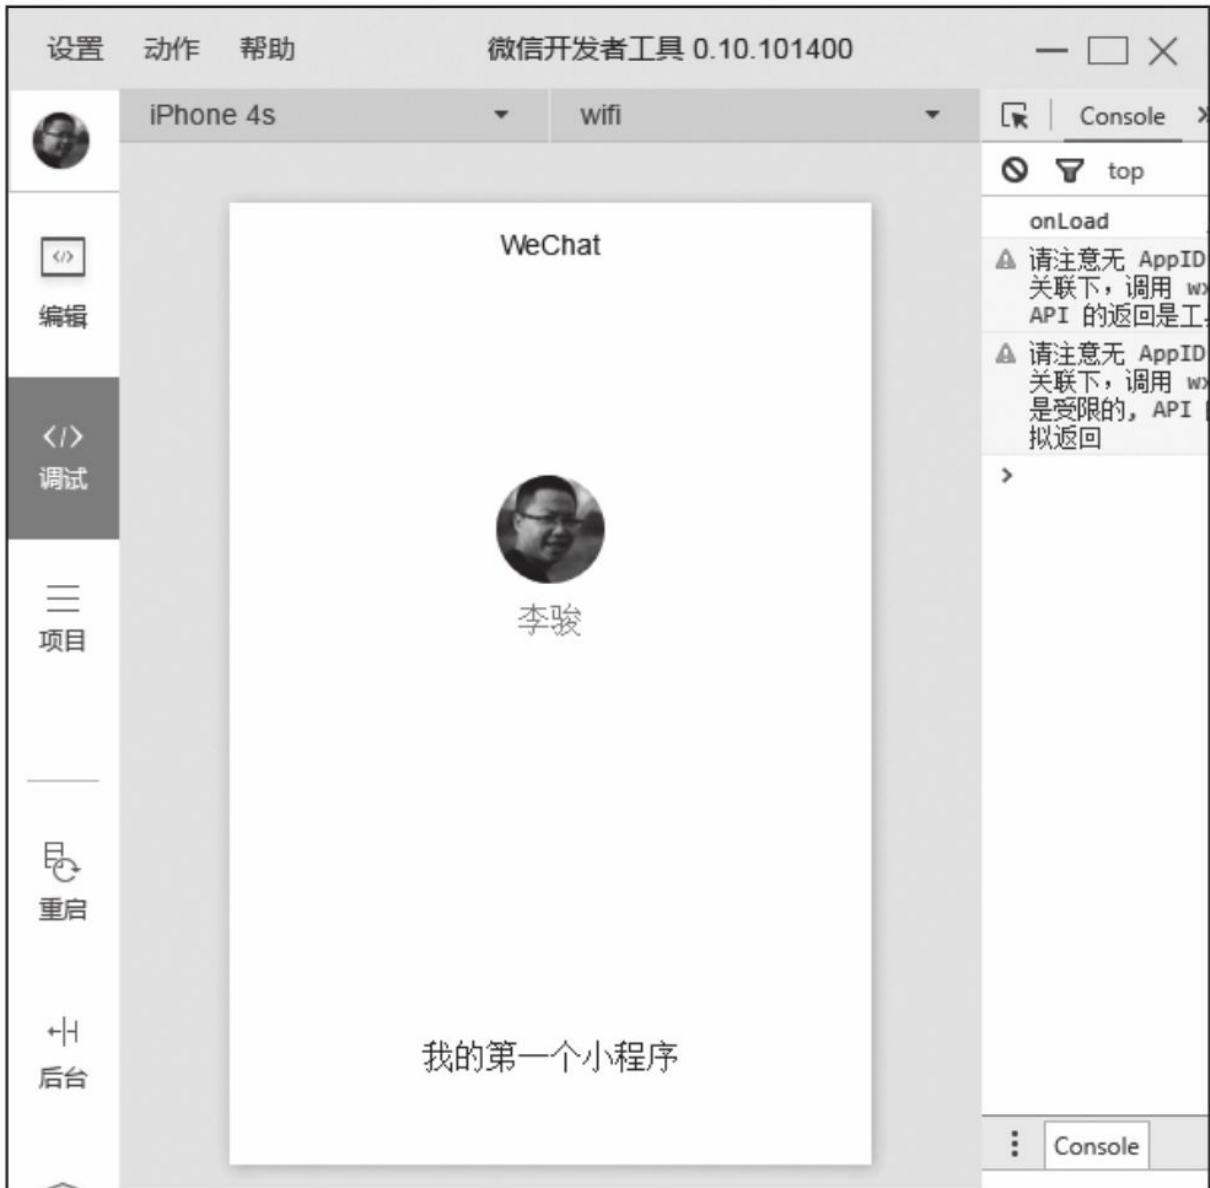 设置 动作 帮助 微信开发者工具 0.10.101400
iPhone 4s wifi Console
top
编辑
调试
项目
重启
后台
WeChat
李骏
我的第一个小程序
onLoad
请注意无 AppID
关联下，调用 wx
API 的返回是工
请注意无 AppID
关联下，调用 wx
是受限的, API
拟返回
Console